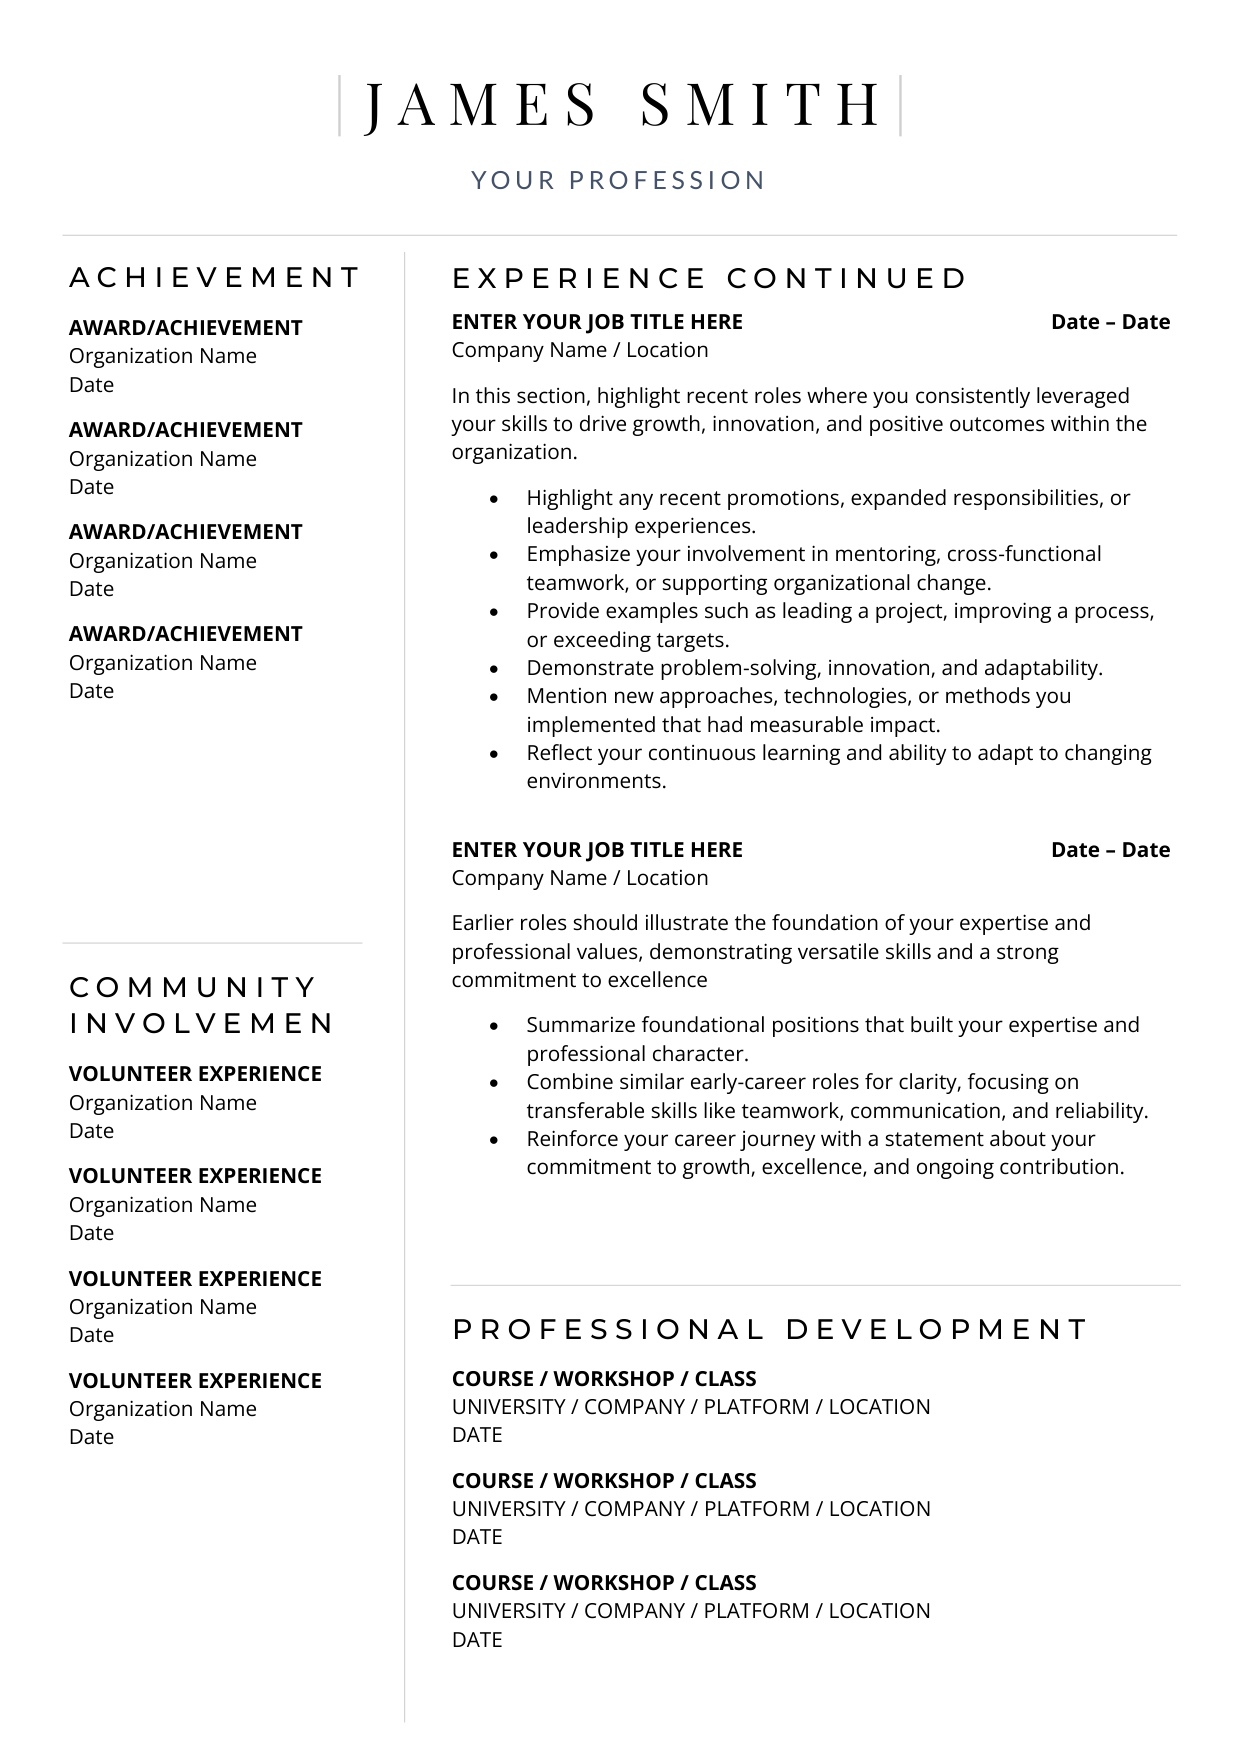 JAMES SMITH
YOUR PROFESSION
ACHIEVEMENT
AWARD/ACHIEVEMENT
Organization Name
Date
AWARD/ACHIEVEMENT
Organization Name
Date
AWARD/ACHIEVEMENT
Organization Name
Date
AWARD/ACHIEVEMENT
Organization Name
Date
COMMUNITY
INVOLVEMEN
VOLUNTEER EXPERIENCE
Organization Name
Date
VOLUNTEER EXPERIENCE
Organization Name
Date
VOLUNTEER EXPERIENCE
Organization Name
Date
VOLUNTEER EXPERIENCE
Organization Name
Date
EXPERIENCE CONTINUED
ENTER YOUR JOB TITLE HERE Date – Date
Company Name / Location
In this section, highlight recent roles where you consistently leveraged
your skills to drive growth, innovation, and positive outcomes within the
organization.
• Highlight any recent promotions, expanded responsibilities, or
leadership experiences.
• Emphasize your involvement in mentoring, cross-functional
teamwork, or supporting organizational change.
• Provide examples such as leading a project, improving a process,
or exceeding targets.
• Demonstrate problem-solving, innovation, and adaptability.
• Mention new approaches, technologies, or methods you
implemented that had measurable impact.
• Reflect your continuous learning and ability to adapt to changing
environments.
ENTER YOUR JOB TITLE HERE Date – Date
Company Name / Location
Earlier roles should illustrate the foundation of your expertise and
professional values, demonstrating versatile skills and a strong
commitment to excellence
• Summarize foundational positions that built your expertise and
professional character.
• Combine similar early-career roles for clarity, focusing on
transferable skills like teamwork, communication, and reliability.
• Reinforce your career journey with a statement about your
commitment to growth, excellence, and ongoing contribution.
PROFESSIONAL DEVELOPMENT
COURSE / WORKSHOP / CLASS
UNIVERSITY / COMPANY / PLATFORM / LOCATION
DATE
COURSE / WORKSHOP / CLASS
UNIVERSITY / COMPANY / PLATFORM / LOCATION
DATE
COURSE / WORKSHOP / CLASS
UNIVERSITY / COMPANY / PLATFORM / LOCATION
DATE